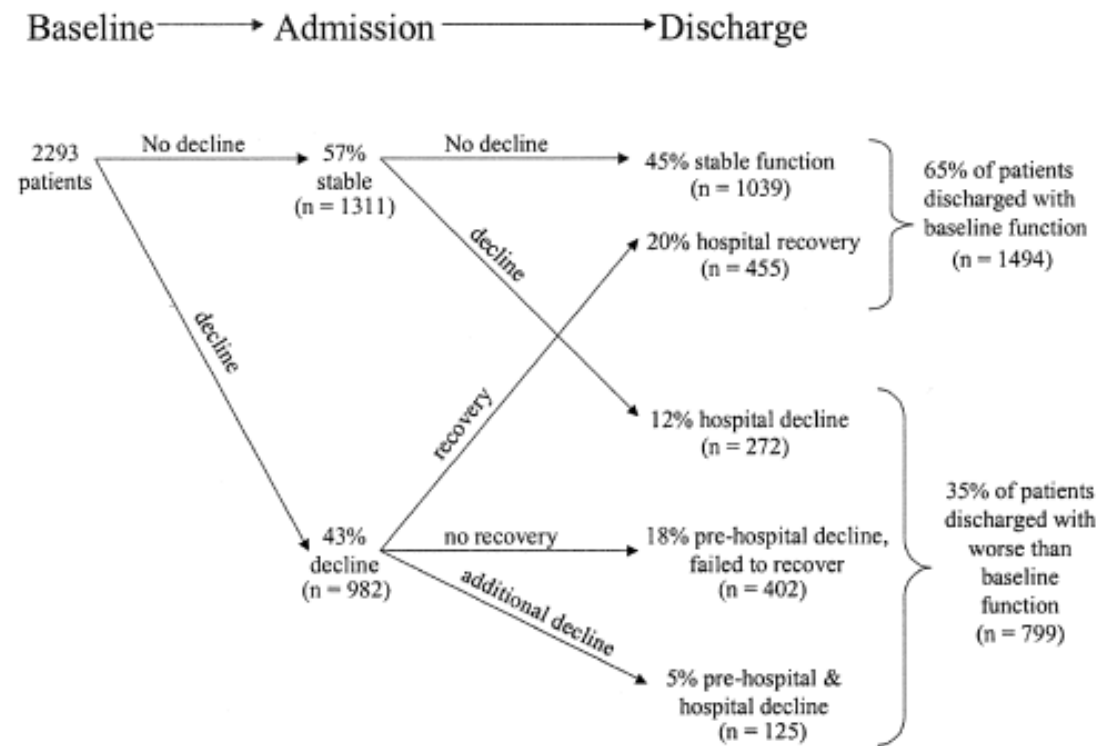 Baseline Admission Discharge
2293
patients
No decline
57%
stable
(n = 1311)
No decline
45% stable function
(n = 1039)
20% hospital recovery
(n = 455)
65% of patients
discharged with
baseline function
(n = 1494)
decline
decline
recovery
12% hospital decline
(n = 272)
43%
decline
(n = 982)
no recovery
additional decline
18% pre-hospital decline,
failed to recover
(n = 402)
5% pre-hospital &
hospital decline
(n = 125)
35% of patients
discharged with
worse than
baseline
function
(n = 799)